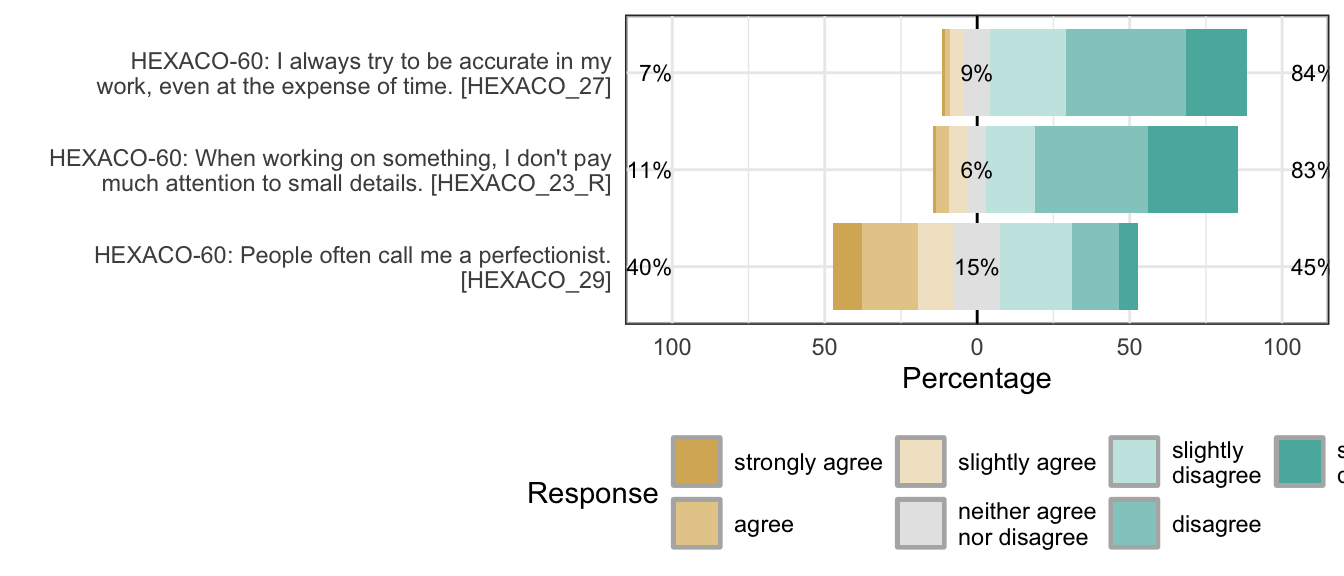 HEXACO-60: I always try to be accurate in my
work, even at the expense of time. [HEXACO_27]
7%
9%
84%
HEXACO-60: When working on something, I don't pay
much attention to small details. [HEXACO_23_R]
11%
6%
83%
HEXACO-60: People often call me a perfectionist.
[HEXACO_29]
40%
15%
45%
100 50 0 50 100
Percentage
Response
strongly agree
slightly agree
slightly
disagree
agree
neither agree
nor disagree
disagree